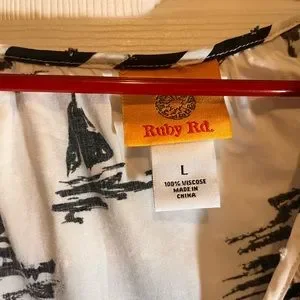 Ruby Rd.
L
100% VISCOSE
MADE IN
CHINA